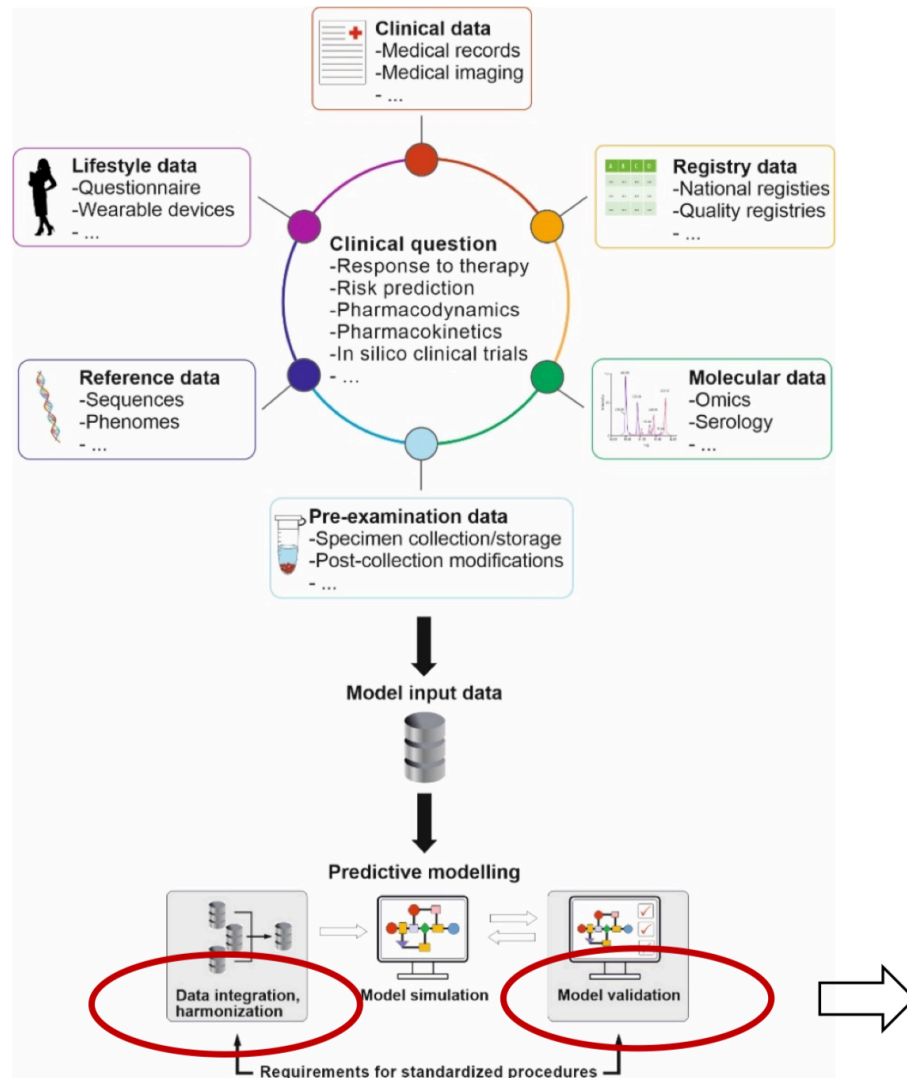 Clinical data
-Medical records
-Medical imaging
- ...
Lifestyle data
-Questionnaire
-Wearable devices
- ...
A B C D
Registry data
-National registies
-Quality registries
- ...
Clinical question
-Response to therapy
-Risk prediction
-Pharmacodynamics
-Pharmacokinetics
-In silico clinical trials
- ...
Reference data
-Sequences
-Phenomes
- ...
Molecular data
-Omics
-Serology
- ...
Pre-examination data
-Specimen collection/storage
-Post-collection modifications
- ...
Model input data
Predictive modelling
Data integration,
harmonization
Model simulation
Model validation
Requirements for standardized procedures